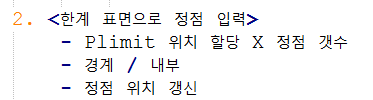 2. <한계 표면으로 정점 입력>
- Plimit 위치 할당 X 정점 갯수
- 경계 / 내부
- 정점 위치 갱신